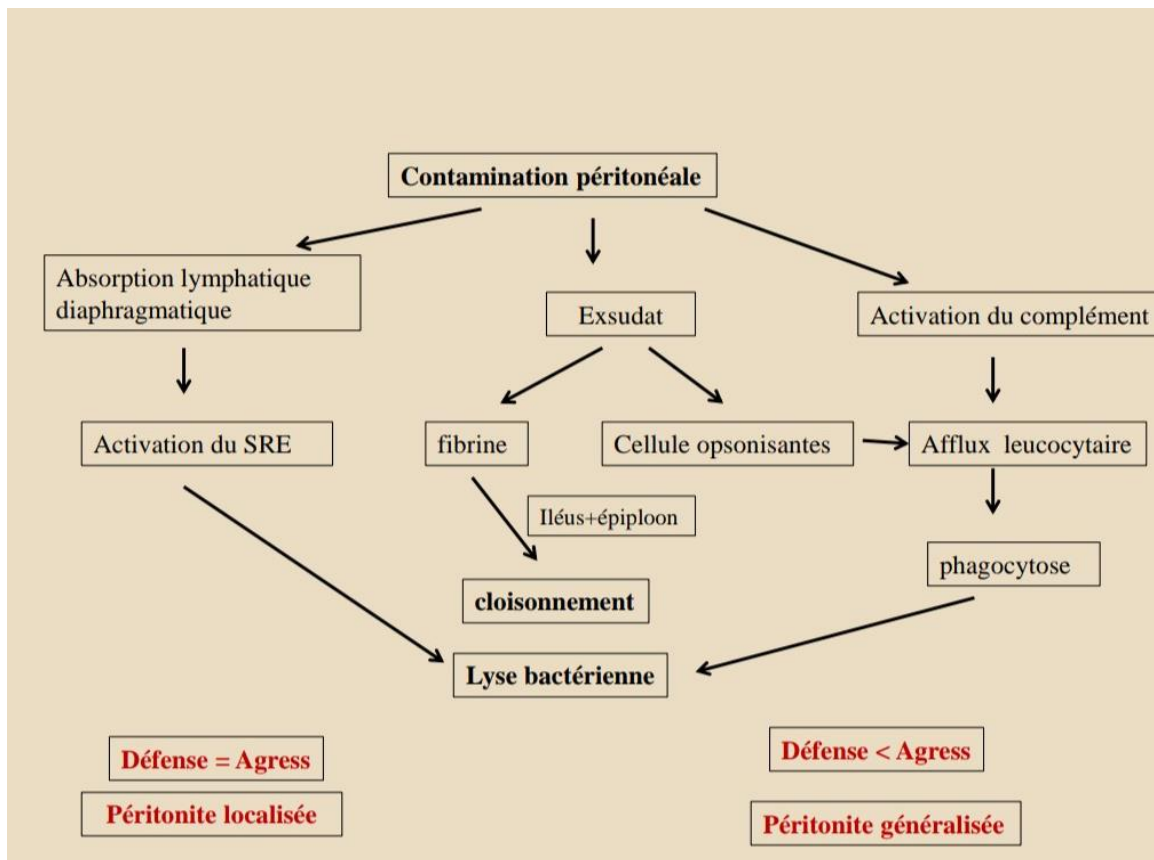 Contamination péritonéale
Absorption lymphatique
diaphragmatique
Exsudat
Activation du complément
Activation du SRE
fibrine
Cellule opsonisantes
Afflux leucocytaire
Iléus+épiploon
phagocytose
cloisonnement
Lyse bactérienne
Défense = Agress
Défense < Agress
Péritonite localisée
Péritonite généralisée